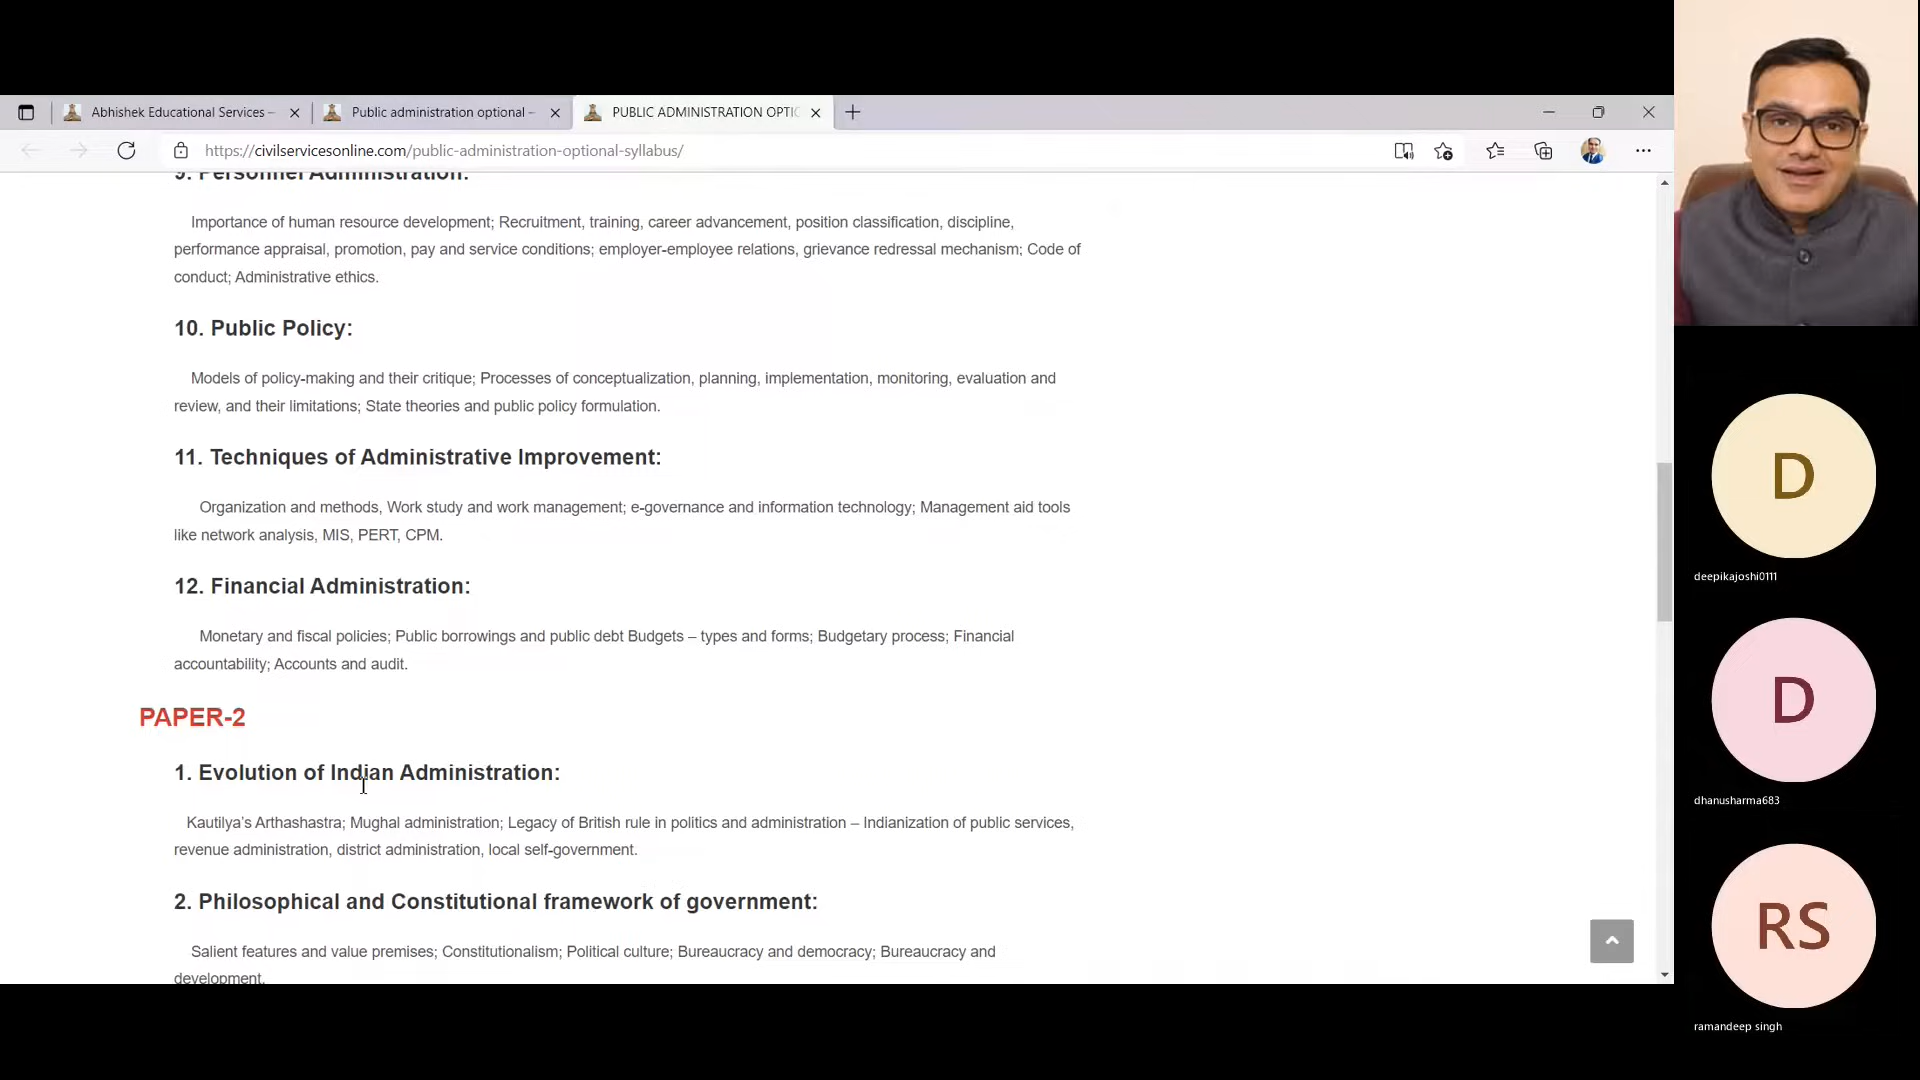 Abhishek Educational Services –
Public administration optional –
PUBLIC ADMINISTRATION OPTIC
https://civilservicesonline.com/public-administration-optional-syllabus/
9. Personnel Administration:
Importance of human resource development; Recruitment, training, career advancement, position classification, discipline,
performance appraisal, promotion, pay and service conditions; employer-employee relations, grievance redressal mechanism; Code of
conduct; Administrative ethics.
10. Public Policy:
Models of policy-making and their critique; Processes of conceptualization, planning, implementation, monitoring, evaluation and
review, and their limitations; State theories and public policy formulation.
11. Techniques of Administrative Improvement:
Organization and methods, Work study and work management; e-governance and information technology; Management aid tools
like network analysis, MIS, PERT, CPM.
12. Financial Administration:
Monetary and fiscal policies; Public borrowings and public debt Budgets – types and forms; Budgetary process; Financial
accountability; Accounts and audit.
PAPER-2
1. Evolution of Indian Administration:
Kautilya's Arthashastra; Mughal administration; Legacy of British rule in politics and administration – Indianization of public services,
revenue administration, district administration, local self-government.
2. Philosophical and Constitutional framework of government:
Salient features and value premises; Constitutionalism; Political culture; Bureaucracy and democracy; Bureaucracy and
development.
D
deepikajoshi0111
D
dhanusharma683
RS
ramandeep singh